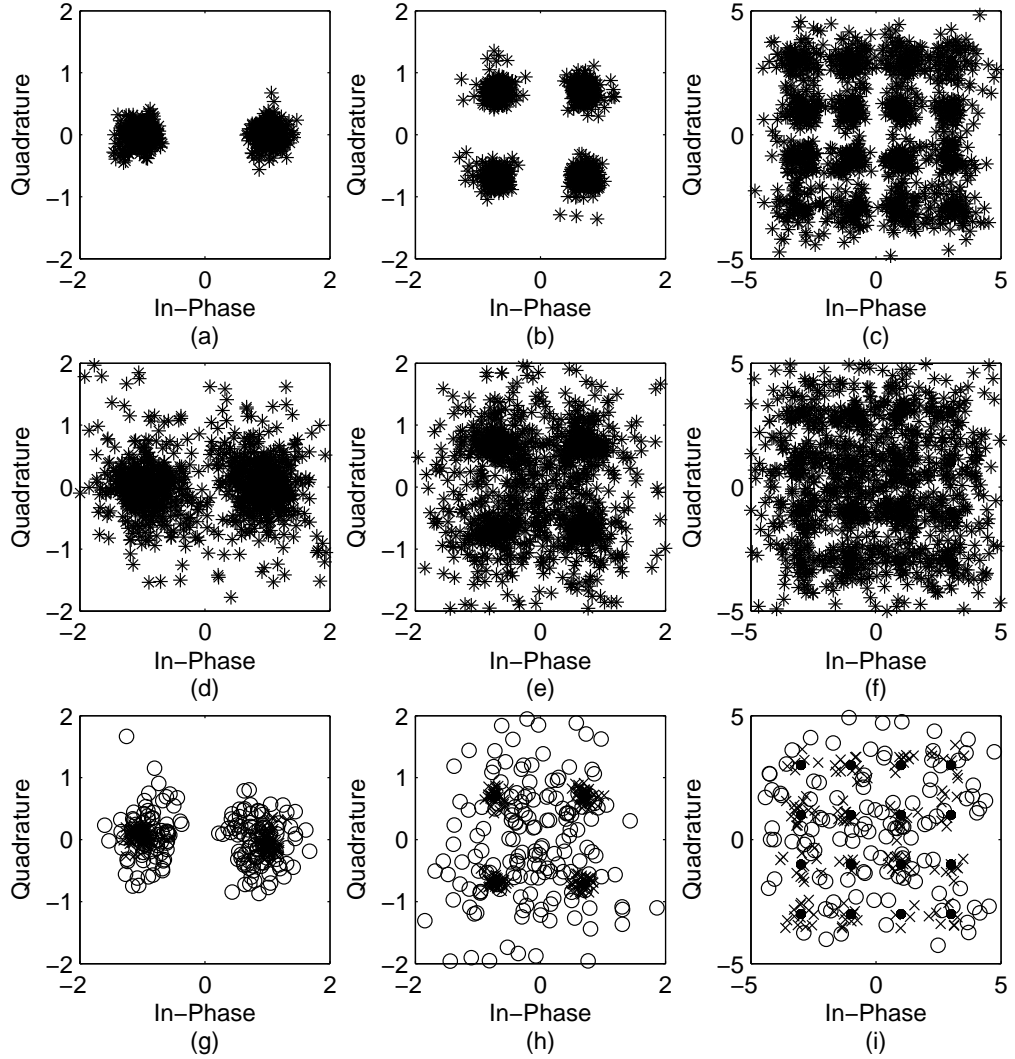 2
1
0
−1
−2
Quadrature
−2 0 2
In−Phase
(a)
2
1
0
−1
−2
Quadrature
−2 0 2
In−Phase
(b)
5
0
−5
Quadrature
−5 0 5
In−Phase
(c)
2
1
0
−1
−2
Quadrature
−2 0 2
In−Phase
(d)
2
1
0
−1
−2
Quadrature
−2 0 2
In−Phase
(e)
5
0
−5
Quadrature
−5 0 5
In−Phase
(f)
2
1
0
−1
−2
Quadrature
−2 0 2
In−Phase
(g)
2
1
0
−1
−2
Quadrature
−2 0 2
In−Phase
(h)
5
0
−5
Quadrature
−5 0 5
In−Phase
(i)